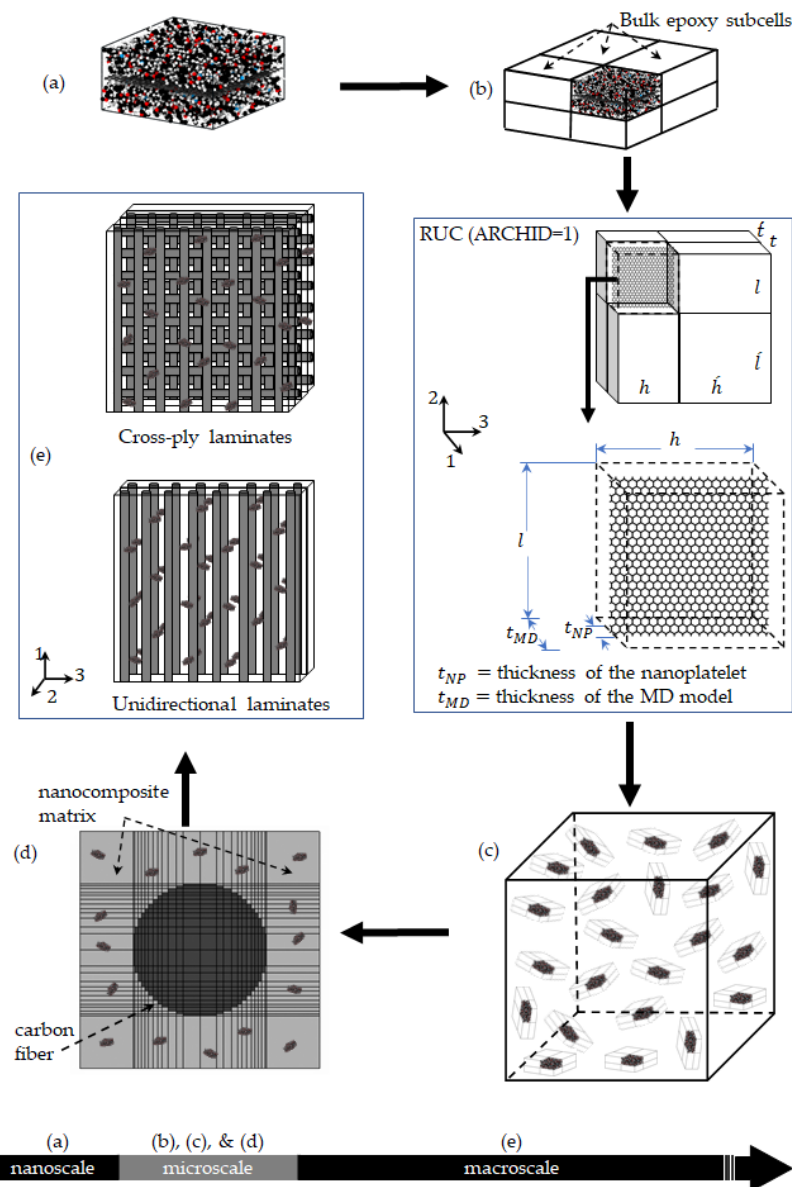 Bulk epoxy subcells
(a)
(b)
RUC (ARCHID=1)
t́
t
l
ĺ
h
h́
2
3
1
h
l
t_MD
t_NP
t_NP = thickness of the nanoplatelet
t_MD = thickness of the MD model
Cross-ply laminates
(e)
1
3
2
Unidirectional laminates
nanocomposite
matrix
(d)
(c)
carbon
fiber
(a)
(b), (c), & (d)
(e)
nanoscale
microscale
macroscale